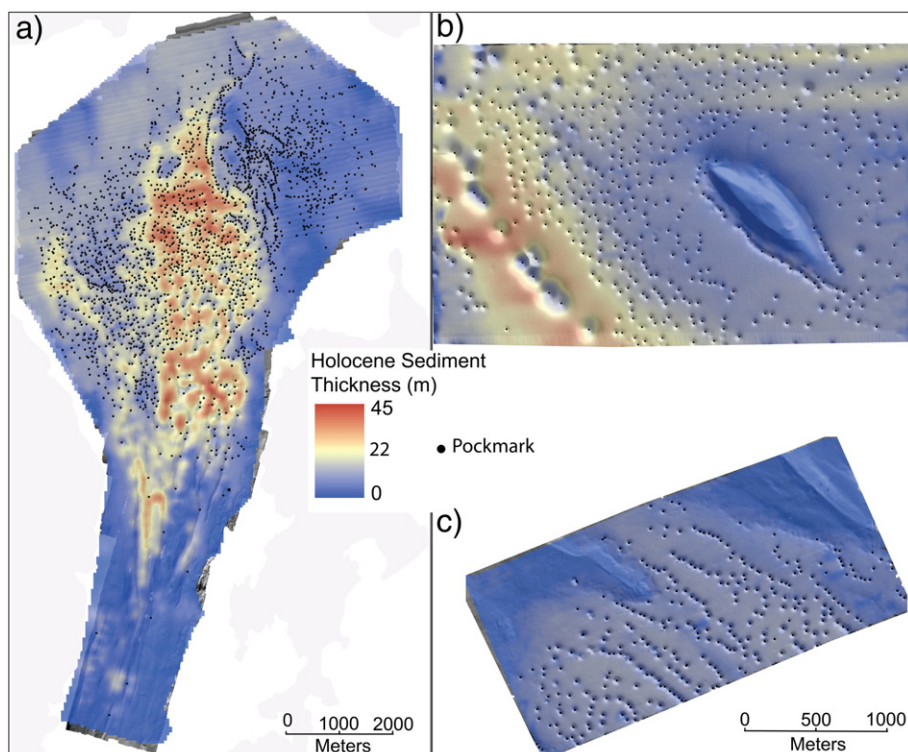 a)
b)
Holocene Sediment
Thickness (m)
45
22
0
Pockmark
c)
0 1000 2000
Meters
0 500 1000
Meters